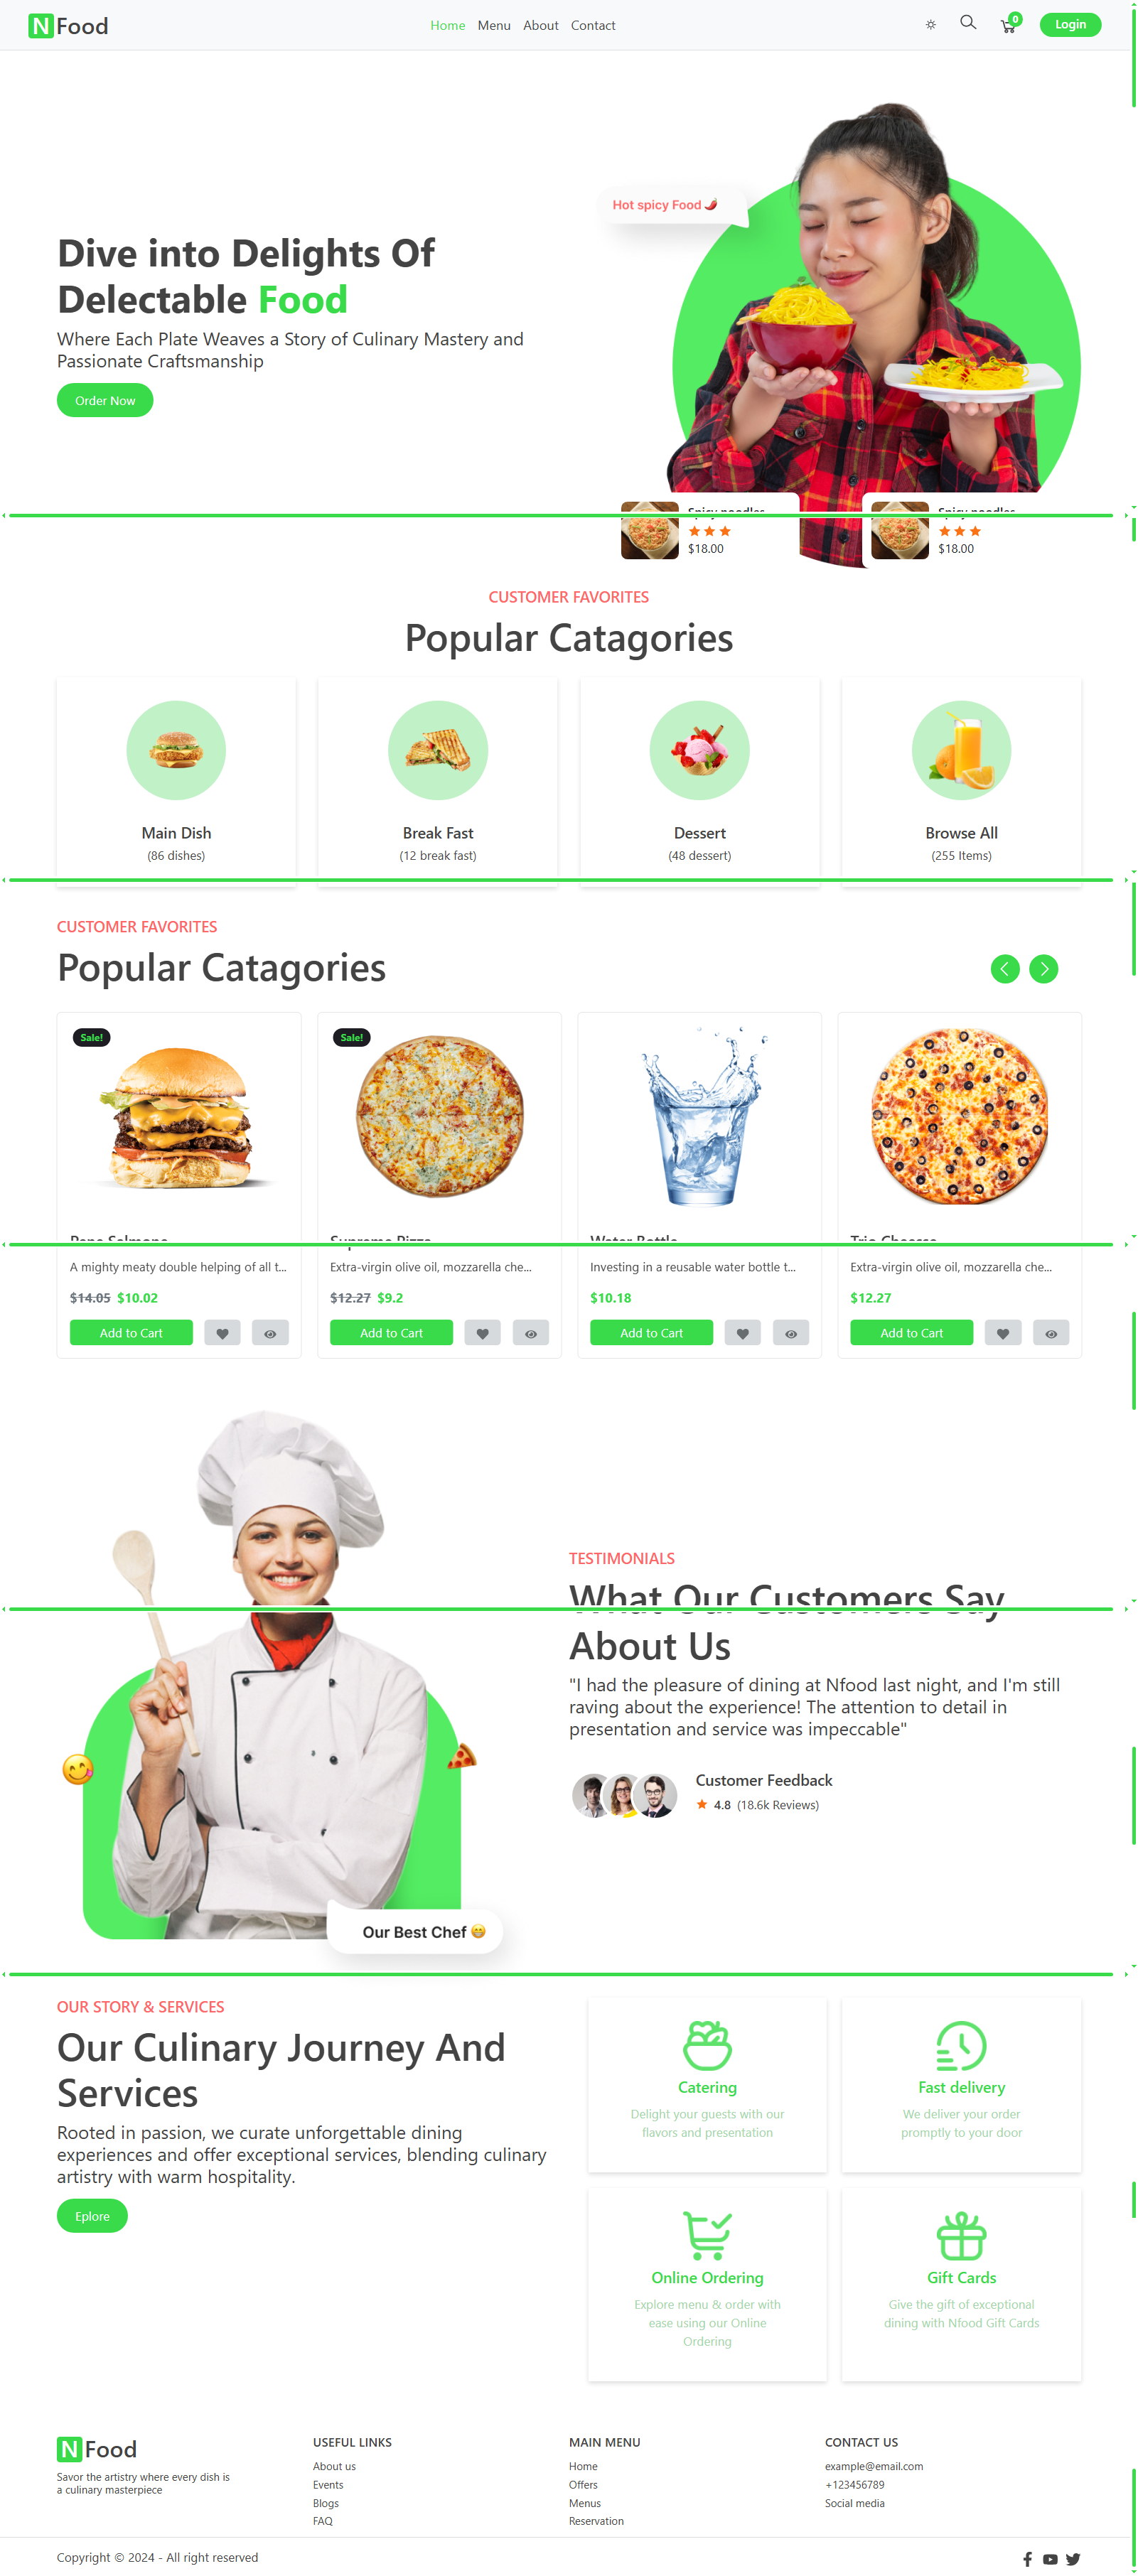 N Food
Home Menu About Contact
0
Login
Hot spicy Food
Dive into Delights Of
Delectable Food
Where Each Plate Weaves a Story of Culinary Mastery and
Passionate Craftsmanship
Order Now
Spicy noodles
$18.00
Spicy noodles
$18.00
CUSTOMER FAVORITES
Popular Catagories
Main Dish
(86 dishes)
Break Fast
(12 break fast)
Dessert
(48 dessert)
Browse All
(255 Items)
CUSTOMER FAVORITES
Popular Catagories
Sale!
A mighty meaty double helping of all t...
$14.05 $10.02
Add to Cart
Sale!
Supreme Pizza
Extra-virgin olive oil, mozzarella che...
$12.27 $9.2
Add to Cart
Water Bottle
Investing in a reusable water bottle t...
$10.18
Add to Cart
Extra-virgin olive oil, mozzarella che...
$12.27
Add to Cart
TESTIMONIALS
What Our Customers Say
About Us
"I had the pleasure of dining at Nfood last night, and I'm still
raving about the experience! The attention to detail in
presentation and service was impeccable"
Customer Feedback
4.8 (18.6k Reviews)
Our Best Chef
OUR STORY & SERVICES
Our Culinary Journey And
Services
Rooted in passion, we curate unforgettable dining
experiences and offer exceptional services, blending culinary
artistry with warm hospitality.
Eplore
Catering
Delight your guests with our
flavors and presentation
Fast delivery
We deliver your order
promptly to your door
Online Ordering
Explore menu & order with
ease using our Online
Ordering
Gift Cards
Give the gift of exceptional
dining with Nfood Gift Cards
N Food
Savor the artistry where every dish is
a culinary masterpiece
USEFUL LINKS
About us
Events
Blogs
FAQ
MAIN MENU
Home
Offers
Menus
Reservation
CONTACT US
example@email.com
+123456789
Social media
Copyright © 2024 - All right reserved